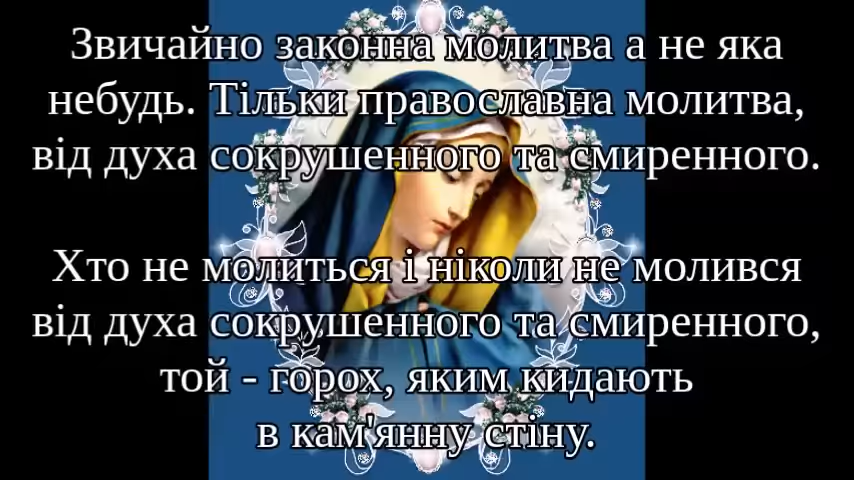 Звичайно законна молитва а не яка
небудь. Тільки православна молитва,
від духа сокрушенного та смиренного.
Хто не молиться і ніколи не молився
від духа сокрушенного та смиренного,
той - горох, яким кидають
в кам'янну стіну.